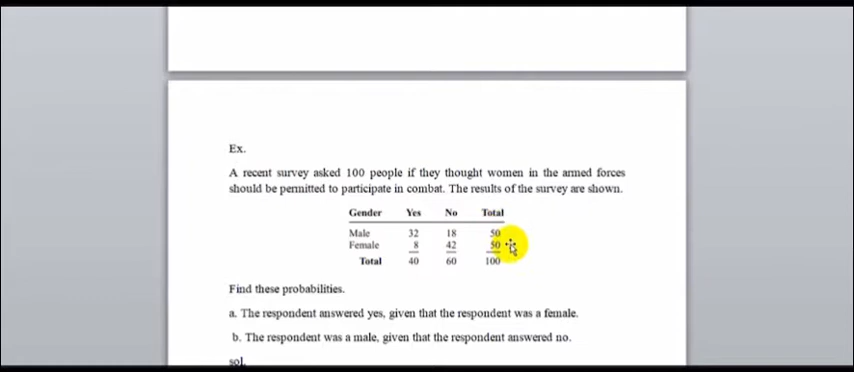 Ex.
A recent survey asked 100 people if they thought women in the armed forces
should be permitted to participate in combat. The results of the survey are shown.
Gender Yes No Total
Male 32 18 50
Female 8 42 50
Total 40 60 100
Find these probabilities.
a. The respondent answered yes, given that the respondent was a female.
b. The respondent was a male, given that the respondent answered no.
sol.